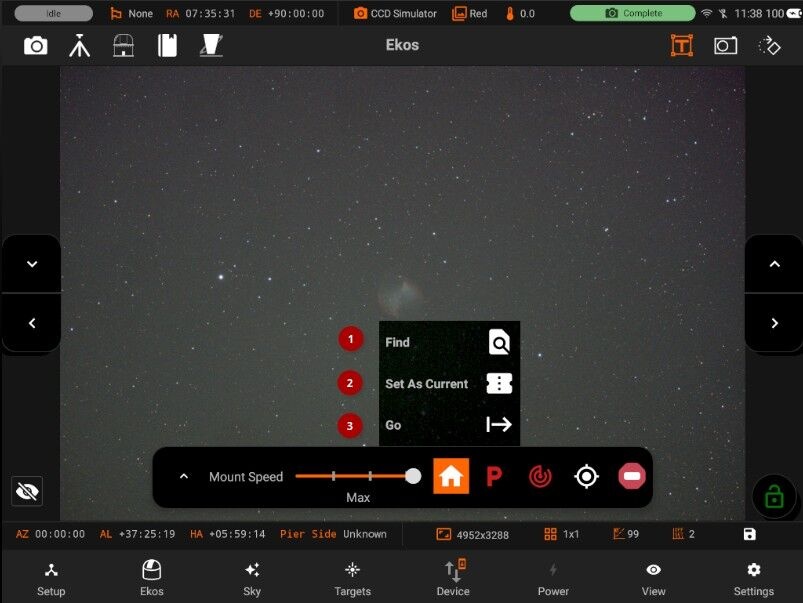 Idle None RA 07:35:31 DE +90:00:00 CCD Simulator Red 0.0 Complete 11:38 100
Ekos
T
1 Find
2 Set As Current
3 Go
Mount Speed P
Max
AZ 00:00:00 AL +37:25:19 HA +05:59:14 Pier Side Unknown 4952x3288 1x1 99 2
Setup Ekos Sky Targets Device Power View Settings